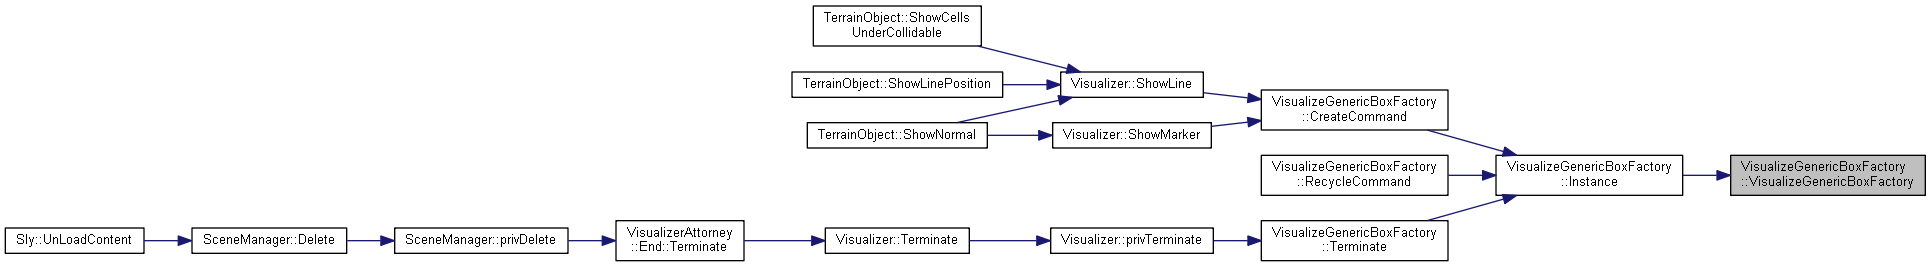 TerrainObject::ShowCells
UnderCollidable
TerrainObject::ShowLinePosition
Visualizer::ShowLine
TerrainObject::ShowNormal
Visualizer::ShowMarker
VisualizeGenericBoxFactory
::CreateCommand
VisualizeGenericBoxFactory
::RecycleCommand
VisualizeGenericBoxFactory
::Instance
VisualizeGenericBoxFactory
::VisualizeGenericBoxFactory
Sly::UnLoadContent
SceneManager::Delete
SceneManager::privDelete
VisualizerAttorney
::End::Terminate
Visualizer::Terminate
Visualizer::privTerminate
VisualizeGenericBoxFactory
::Terminate